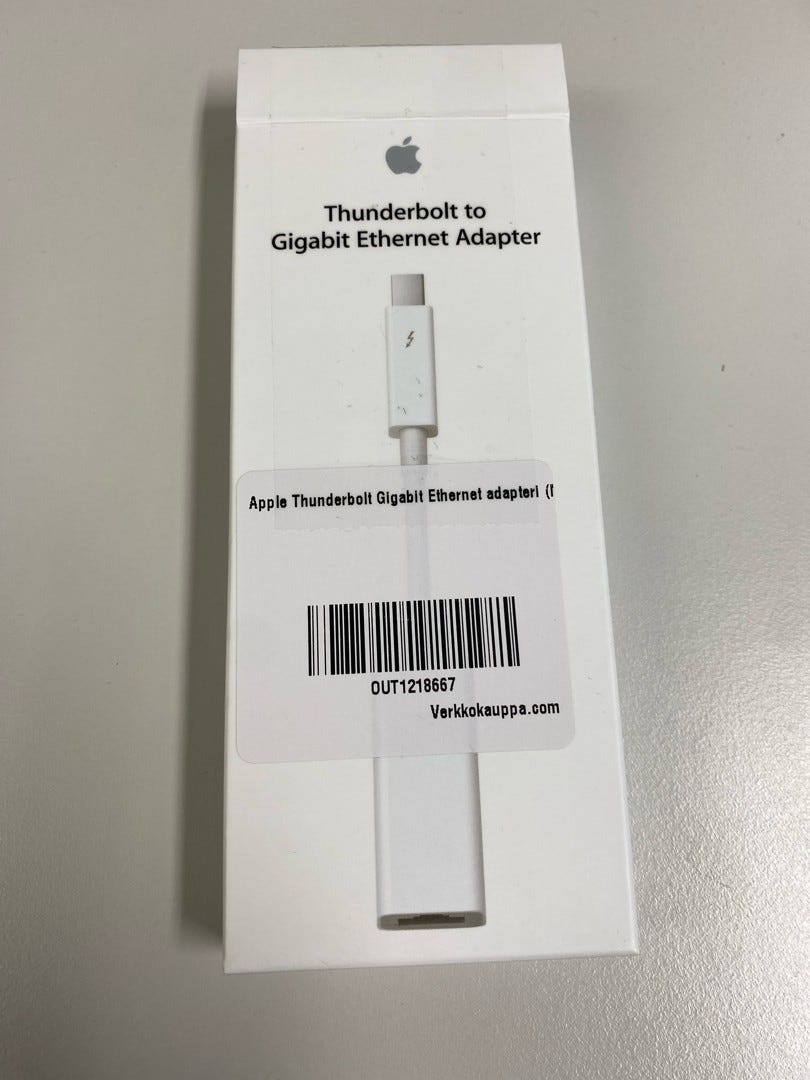 Thunderbolt to
Gigabit Ethernet Adapter
Apple Thunderbolt Gigabit Ethernet adapteri (
OUT1218667
Verkkokauppa.com